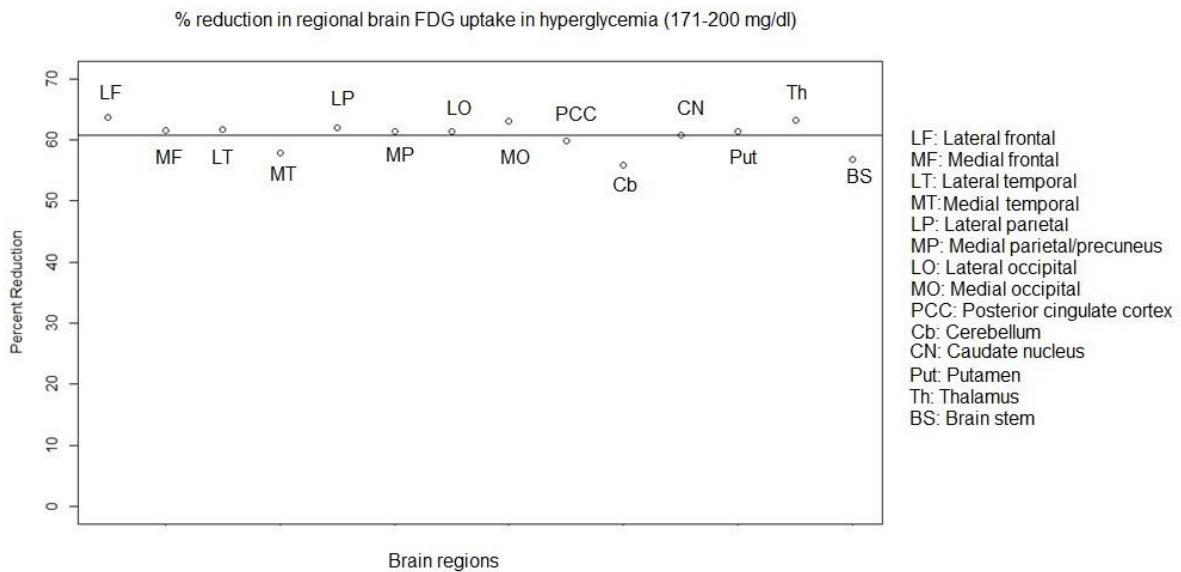 % reduction in regional brain FDG uptake in hyperglycemia (171-200 mg/dl)
Percent Reduction
70
60
50
40
30
20
10
0
LF
MF
LT
MT
LP
MP
LO
MO
PCC
Cb
CN
Put
Th
BS
Brain regions
LF: Lateral frontal
MF: Medial frontal
LT: Lateral temporal
MT:Medial temporal
LP: Lateral parietal
MP: Medial parietal/precuneus
LO: Lateral occipital
MO: Medial occipital
PCC: Posterior cingulate cortex
Cb: Cerebellum
CN: Caudate nucleus
Put: Putamen
Th: Thalamus
BS: Brain stem